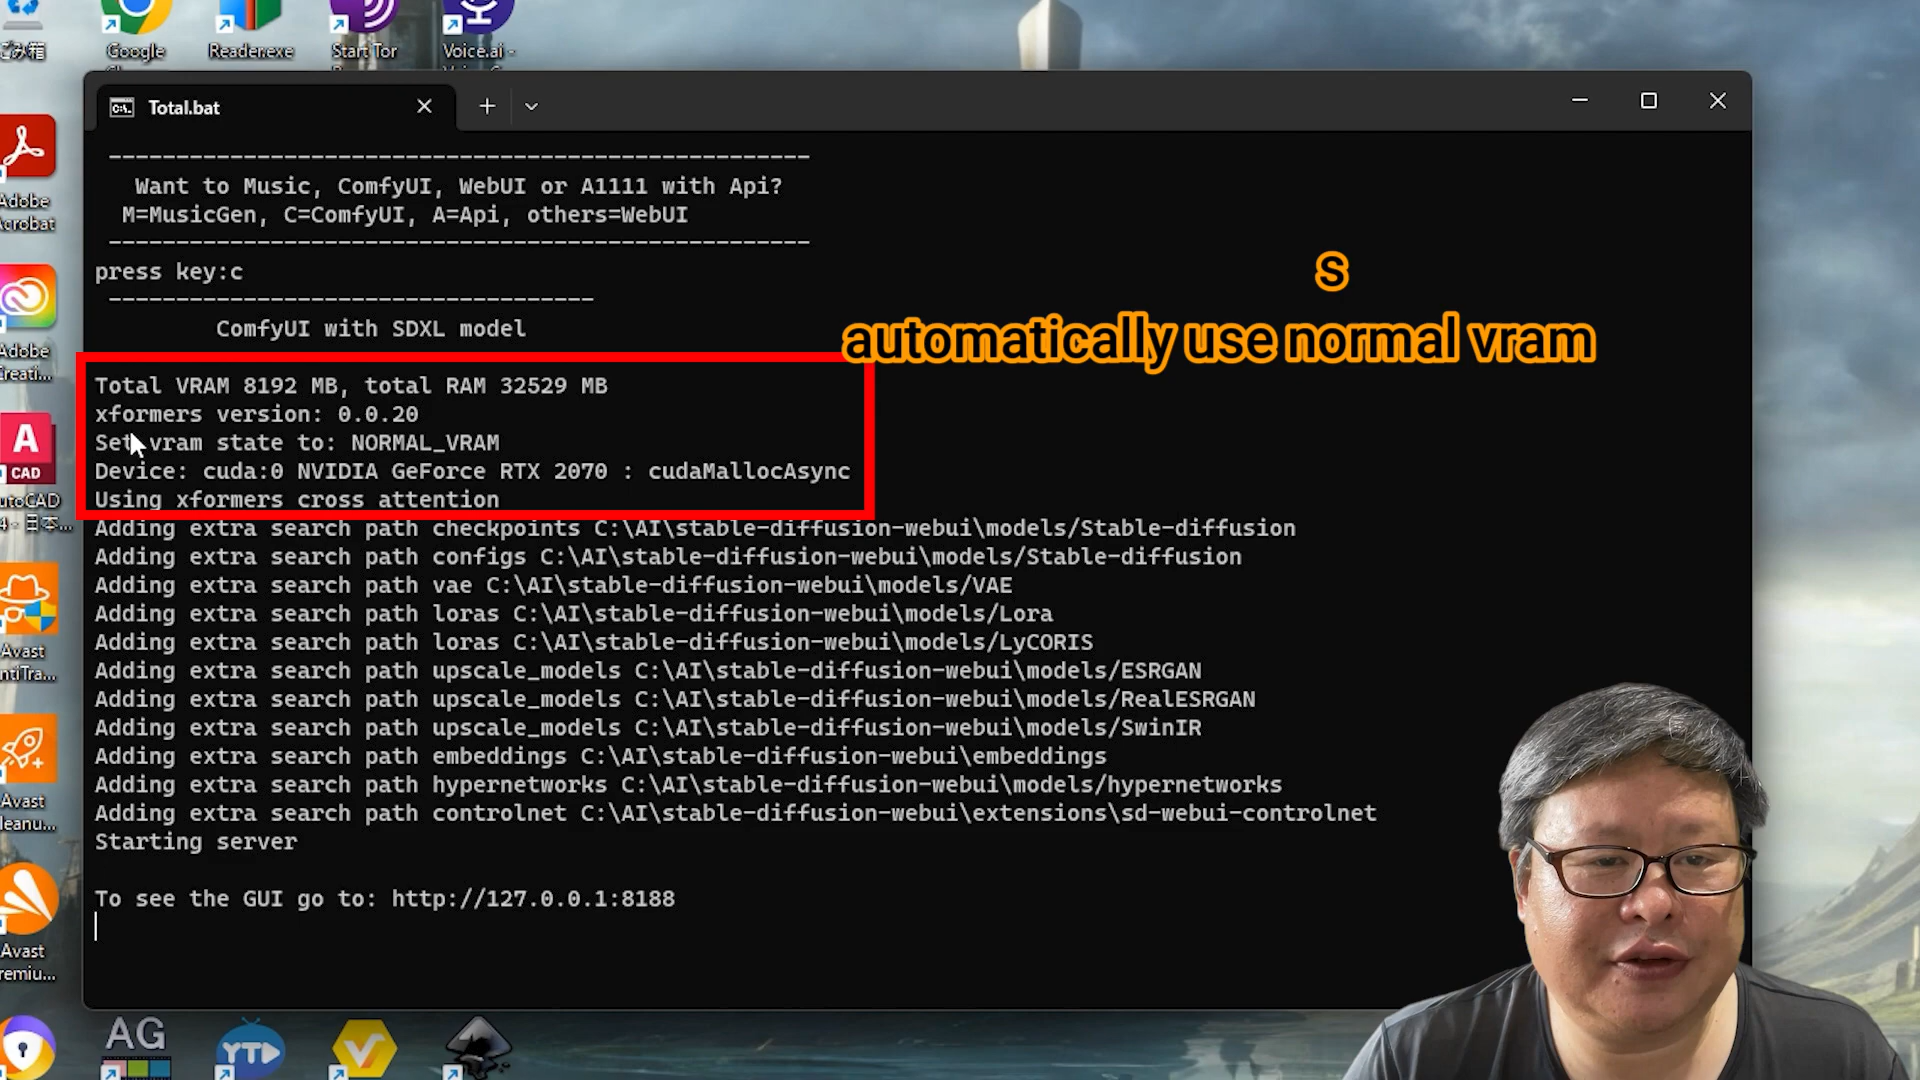 ごみ箱
Google
Reader.exe
Start Tor
Voice.ai -
Total.bat
----------------------------------------------------
Want to Music, ComfyUI, WebUI or A1111 with Api?
M=MusicGen, C=ComfyUI, A=Api, others=WebUI
----------------------------------------------------
press key:c
------------------------------------
ComfyUI with SDXL model
s
automatically use normal vram
Total VRAM 8192 MB, total RAM 32529 MB
xformers version: 0.0.20
Set vram state to: NORMAL_VRAM
Device: cuda:0 NVIDIA GeForce RTX 2070 : cudaMallocAsync
Using xformers cross attention
Adding extra search path checkpoints C:\AI\stable-diffusion-webui\models/Stable-diffusion
Adding extra search path configs C:\AI\stable-diffusion-webui\models/Stable-diffusion
Adding extra search path vae C:\AI\stable-diffusion-webui\models/VAE
Adding extra search path loras C:\AI\stable-diffusion-webui\models/Lora
Adding extra search path loras C:\AI\stable-diffusion-webui\models/LyCORIS
Adding extra search path upscale_models C:\AI\stable-diffusion-webui\models/ESRGAN
Adding extra search path upscale_models C:\AI\stable-diffusion-webui\models/RealESRGAN
Adding extra search path upscale_models C:\AI\stable-diffusion-webui\models/SwinIR
Adding extra search path embeddings C:\AI\stable-diffusion-webui\embeddings
Adding extra search path hypernetworks C:\AI\stable-diffusion-webui\models/hypernetworks
Adding extra search path controlnet C:\AI\stable-diffusion-webui\extensions\sd-webui-controlnet
Starting server
To see the GUI go to: http://127.0.0.1:8188
Adobe
Acrobat
Adobe
Creati...
A
CAD
utoCAD
4 - 日本...
Avast
ntiTra...
Avast
leanu...
Avast
remiu...
AG
YTD